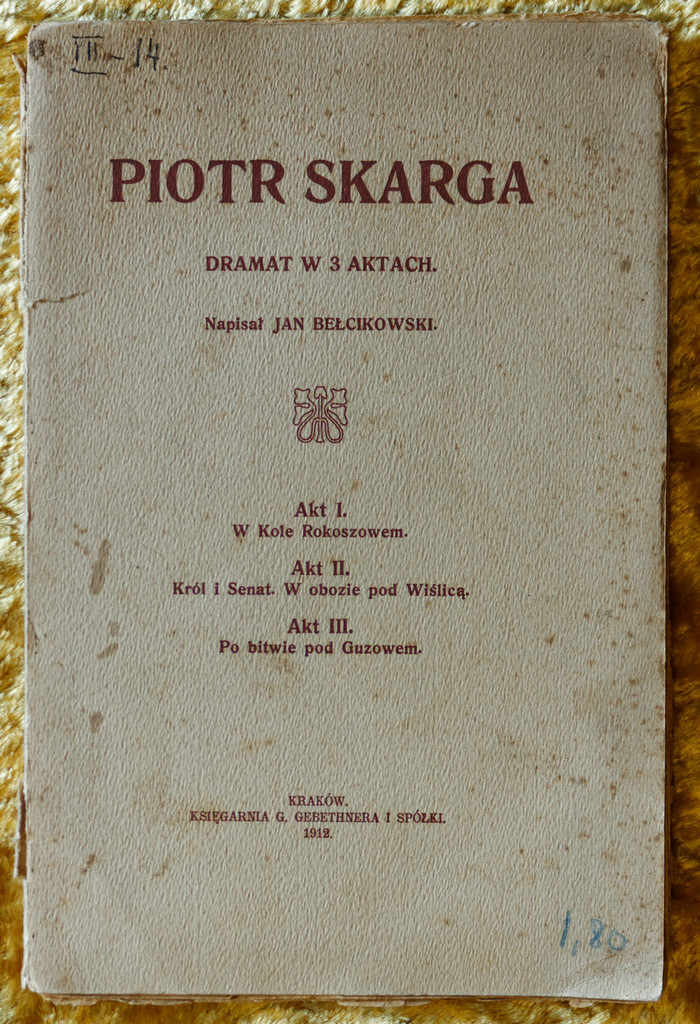 III-14.
PIOTR SKARGA
DRAMAT W 3 AKTACH.
Napisał JAN BEŁCIKOWSKI.
Akt I.
W Kole Rokoszowem.
Akt II.
Król i Senat. W obozie pod Wiślicą.
Akt III.
Po bitwie pod Guzowem.
KRAKÓW.
KSIĘGARNIA G. GEBETHNERA I SPÓŁKI.
1912.
1,80